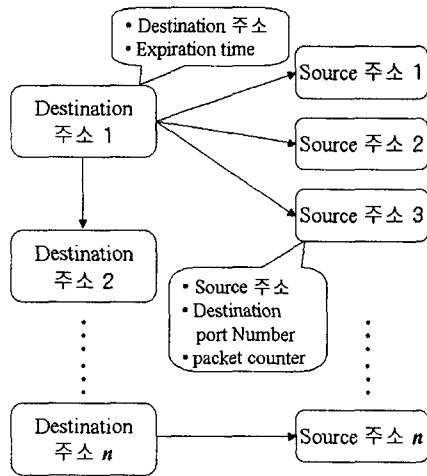 • Destination 주소
• Expiration time
Destination
주소 1
Source 주소 1
Source 주소 2
Source 주소 3
Destination
주소 2
• Source 주소
• Destination
port Number
• packet counter
Destination
주소 n
Source 주소 n